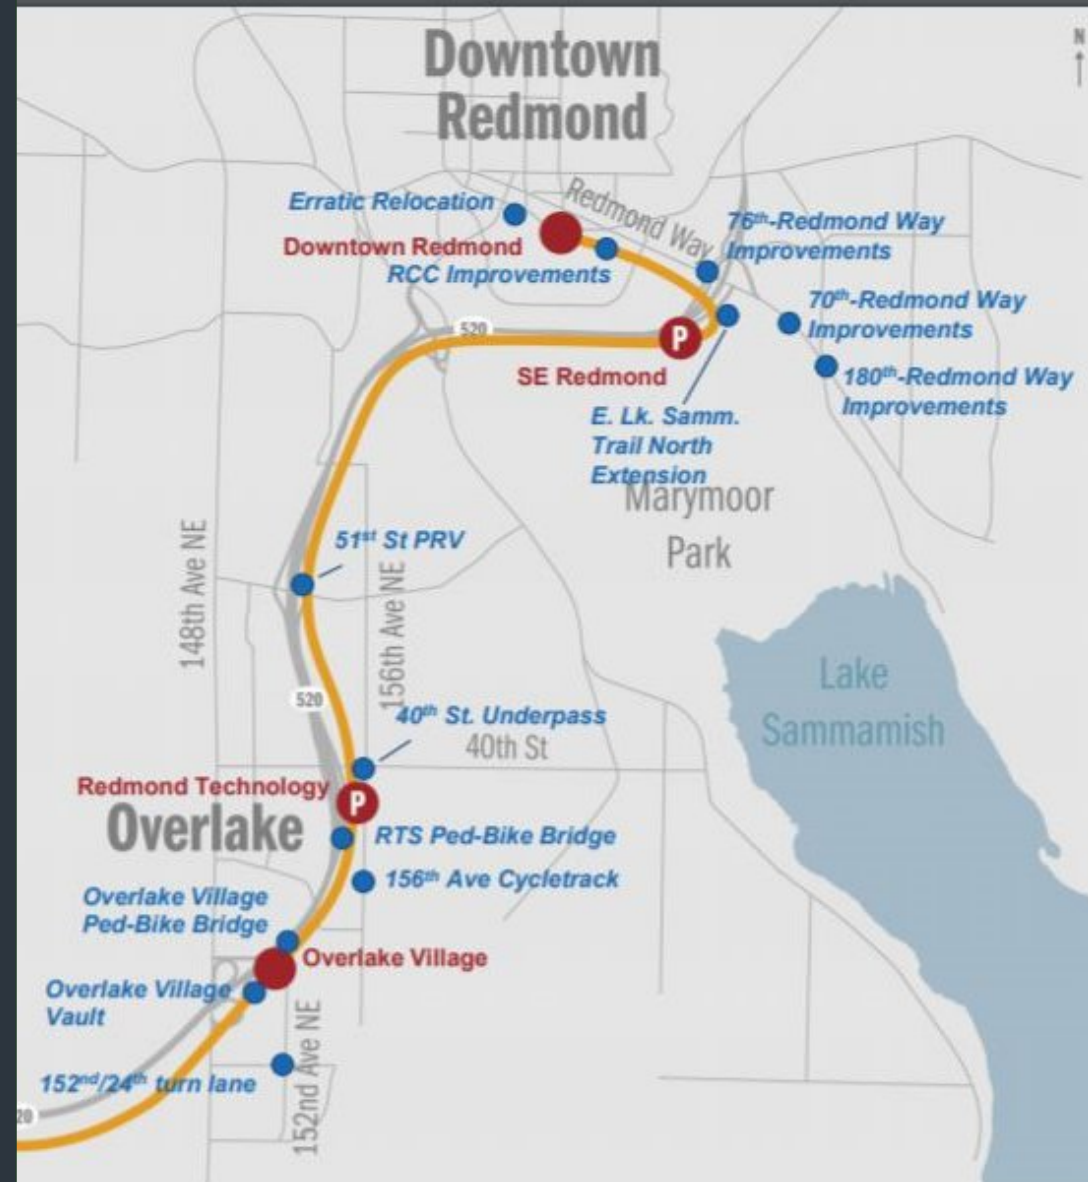 Downtown
Redmond
N
Erratic Relocation
Redmond Way
76th-Redmond Way
Improvements
Downtown Redmond
RCC Improvements
70th-Redmond Way
Improvements
520
P
SE Redmond
180th-Redmond Way
Improvements
E. Lk. Samm.
Trail North
Extension
Marymoor
Park
51st St PRV
148th Ave NE
156th Ave NE
Lake
Sammamish
520
40th St. Underpass
40th St
Redmond Technology
P
Overlake
RTS Ped-Bike Bridge
156th Ave Cycletrack
Overlake Village
Ped-Bike Bridge
Overlake Village
Overlake Village
Vault
152nd Ave NE
152nd/24th turn lane
20